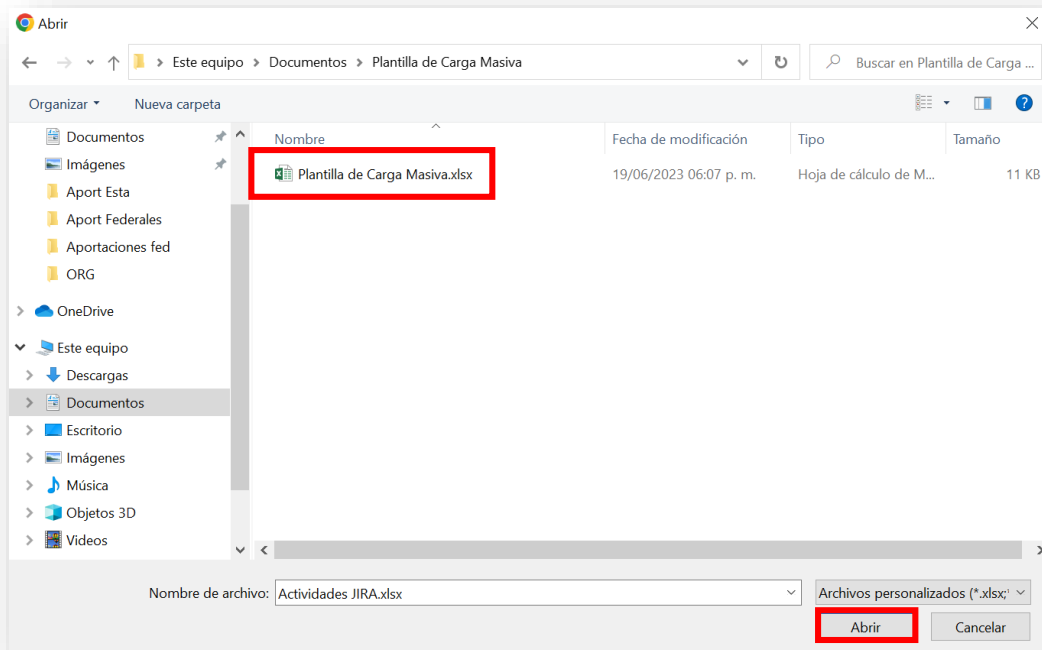 Abrir
Este equipo > Documentos > Plantilla de Carga Masiva
Buscar en Plantilla de Carga ...
Organizar
Nueva carpeta
?
Nombre
Fecha de modificación
Tipo
Tamaño
Plantilla de Carga Masiva.xlsx
19/06/2023 06:07 p. m.
Hoja de cálculo de M...
11 KB
Documentos
Imágenes
Aport Esta
Aport Federales
Aportaciones fed
ORG
OneDrive
Este equipo
Descargas
Documentos
Escritorio
Imágenes
Música
Objetos 3D
Videos
Nombre de archivo:
Actividades JIRA.xlsx
Archivos personalizados (*.xlsx;
Abrir
Cancelar